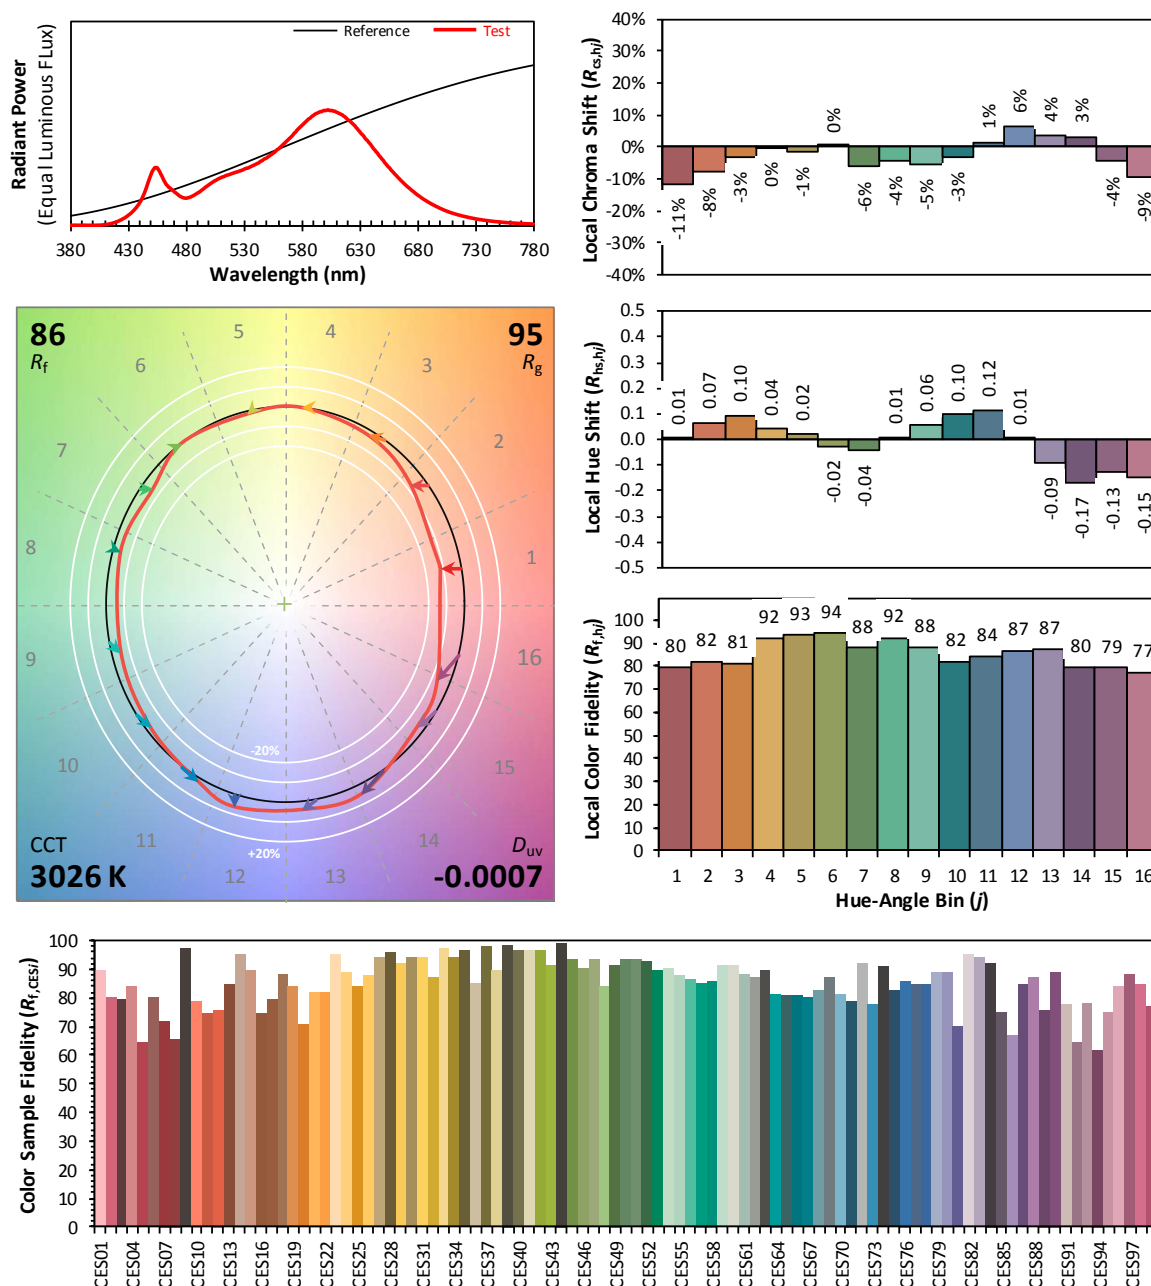 Reference
Test
Radiant Power
(Equal Luminous FLux
380 430 480 530 580 630 680 730 780
Wavelength (nm)
Local Chroma Shift (Rcs,hj)
40%
30%
20%
10%
0%
-10%
-20%
-30%
-40%
-11% -8% -3% 0% -1% 0% -6% -4% -5% -3% 1% 6% 4% 3% -4% -9%
86
Rf
95
Rg
1 2 3 4 5 6 7 8 9 10 11 12 13 14 15 16
-20%
+20%
CCT
3026 K
Duv
-0.0007
Local Hue Shift (Rhs,hj)
0.5
0.4
0.3
0.2
0.1
0.0
-0.1
-0.2
-0.3
-0.4
-0.5
0.01 0.07 0.10 0.04 0.02 -0.02 -0.04 0.01 0.06 0.10 0.12 0.01 -0.09 -0.17 -0.13 -0.15
Local Color Fidelity (Rf,hj)
100
90
80
70
60
50
40
30
20
10
0
80 82 81 92 93 94 88 92 88 82 84 87 87 80 79 77
1 2 3 4 5 6 7 8 9 10 11 12 13 14 15 16
Hue-Angle Bin (j)
Color Sample Fidelity (Rf,CESi)
100
90
80
70
60
50
40
30
20
10
0
CES01 CES04 CES07 CES10 CES13 CES16 CES19 CES22 CES25 CES28 CES31 CES34 CES37 CES40 CES43 CES46 CES49 CES52 CES55 CES58 CES61 CES64 CES67 CES70 CES73 CES76 CES79 CES82 CES85 CES88 CES91 CES94 CES97